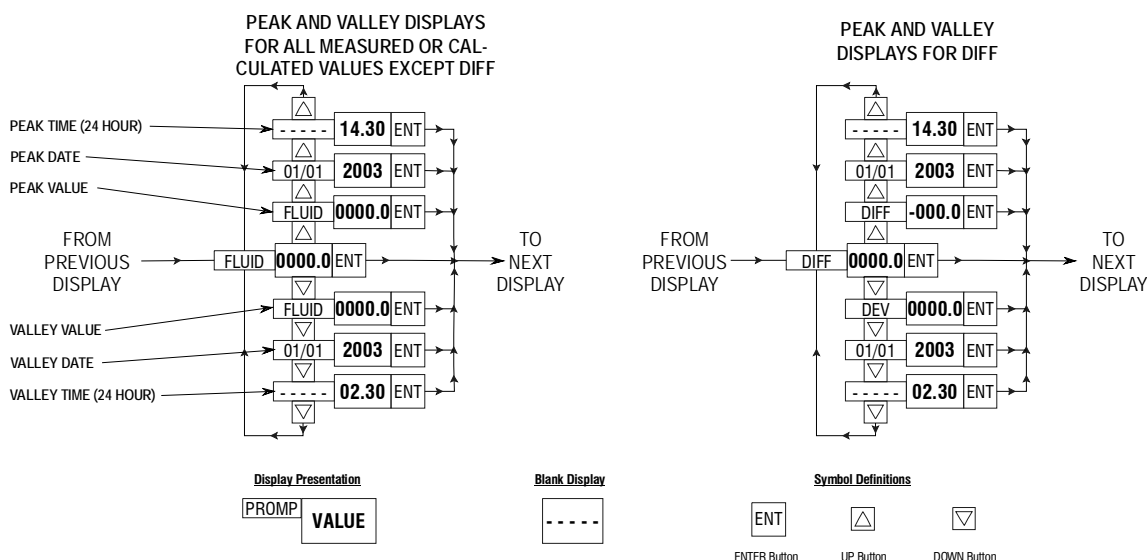 PEAK AND VALLEY DISPLAYS
FOR ALL MEASURED OR CAL-
CULATED VALUES EXCEPT DIFF
PEAK TIME (24 HOUR)
- - - - - 14.30 ENT
PEAK DATE
01/01 2003 ENT
PEAK VALUE
FLUID 0000.0 ENT
FROM
PREVIOUS
DISPLAY
FLUID 0000.0 ENT
TO
NEXT
DISPLAY
VALLEY VALUE
FLUID 0000.0 ENT
VALLEY DATE
01/01 2003 ENT
VALLEY TIME (24 HOUR)
- - - - - 02.30 ENT
PEAK AND VALLEY
DISPLAYS FOR DIFF
- - - - - 14.30 ENT
01/01 2003 ENT
DIFF -000.0 ENT
FROM
PREVIOUS
DISPLAY
DIFF 0000.0 ENT
TO
NEXT
DISPLAY
DEV 0000.0 ENT
01/01 2003 ENT
- - - - - 02.30 ENT
Display Presentation
PROMP VALUE
Blank Display
- - - - -
Symbol Definitions
ENT
ENTER Button
UP Button
DOWN Button